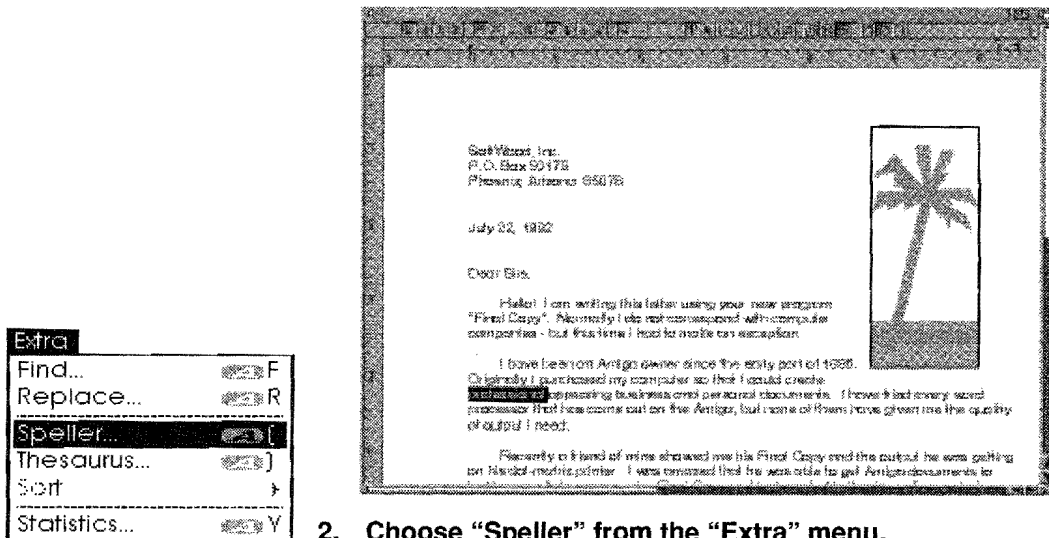 SoftWood, Inc.
P.O. Box
Phoenix, Arizona
July 1992
Dear Sirs,
Hello! I am writing this letter using your new program
"Final Copy". Normally I do not correspond with computer
companies - but this time I had to make an exception.
I have been an Amiga owner since the part of 1986.
Originally I purchased my computer so that I could create
appearing business and personal documents. I have tried every word
processor that has come out on the Amiga, but none of them have given me the quality
of output I need.
Recently a friend of mine showed me his Final Copy and the output he was getting
on his dot-matrix printer. I was amazed that he was able to get Amiga documents to
Extra
Find... F
Replace... R
Speller... [
Thesaurus... ]
Sort
Statistics... Y
2. Choose “Speller” from the “Extra” menu.